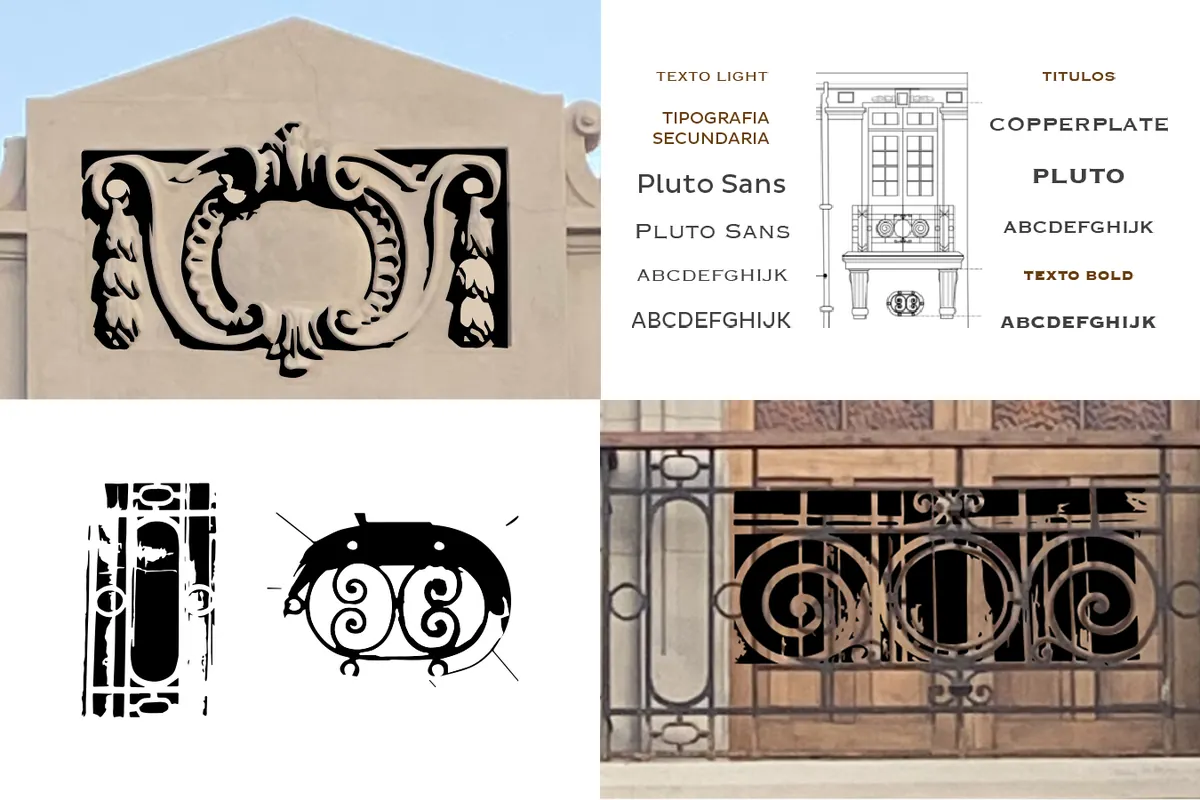 TEXTO LIGHT
TIPOGRAFIA
SECUNDARIA
Pluto Sans
PLUTO SANS
ABCDEFGHIJK
ABCDEFGHIJK
TITULOS
COPPERPLATE
PLUTO
ABCDEFGHIJK
TEXTO BOLD
ABCDEFGHIJK